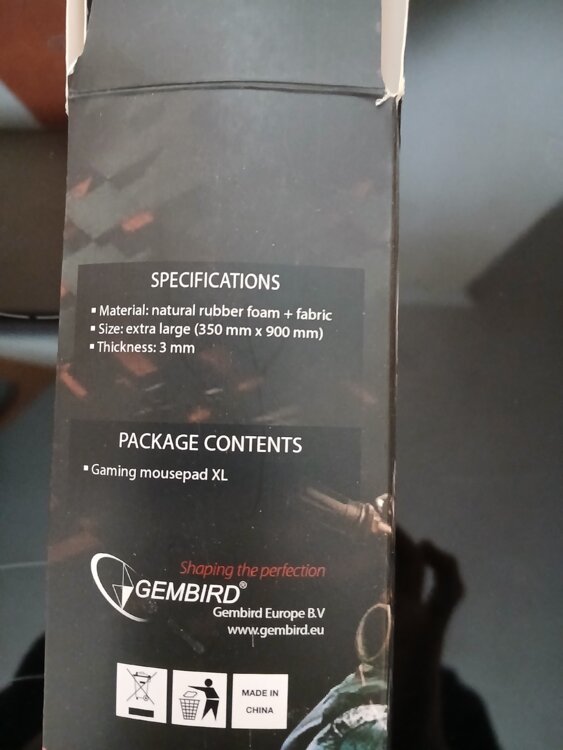 SPECIFICATIONS
▪ Material: natural rubber foam + fabric
▪ Size: extra large (350 mm x 900 mm)
▪ Thickness: 3 mm
PACKAGE CONTENTS
▪ Gaming mousepad XL
Shaping the perfection
GEMBIRD®
Gembird Europe B.V
www.gembird.eu
MADE IN
CHINA